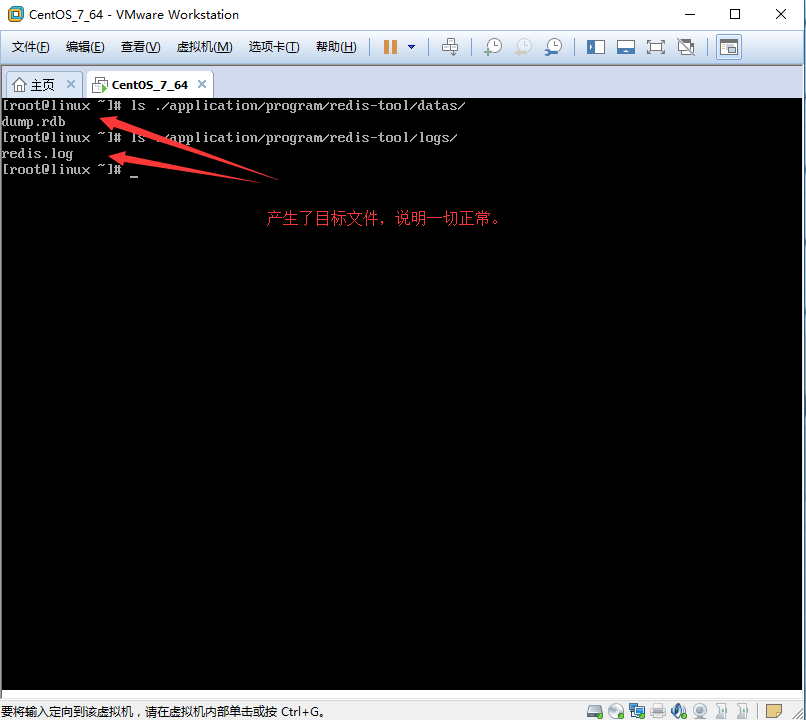 CentOS_7_64 - VMware Workstation
文件(F) 编辑(E) 查看(V) 虚拟机(M) 选项卡(T) 帮助(H)
主页 CentOS_7_64
[root@linux ~]# ls ./application/program/redis-tool/datas/
dump.rdb
[root@linux ~]# ls ./application/program/redis-tool/logs/
redis.log
[root@linux ~]# _
产生了目标文件，说明一切正常。
要将输入定向到该虚拟机，请在虚拟机内部单击或按 Ctrl+G。